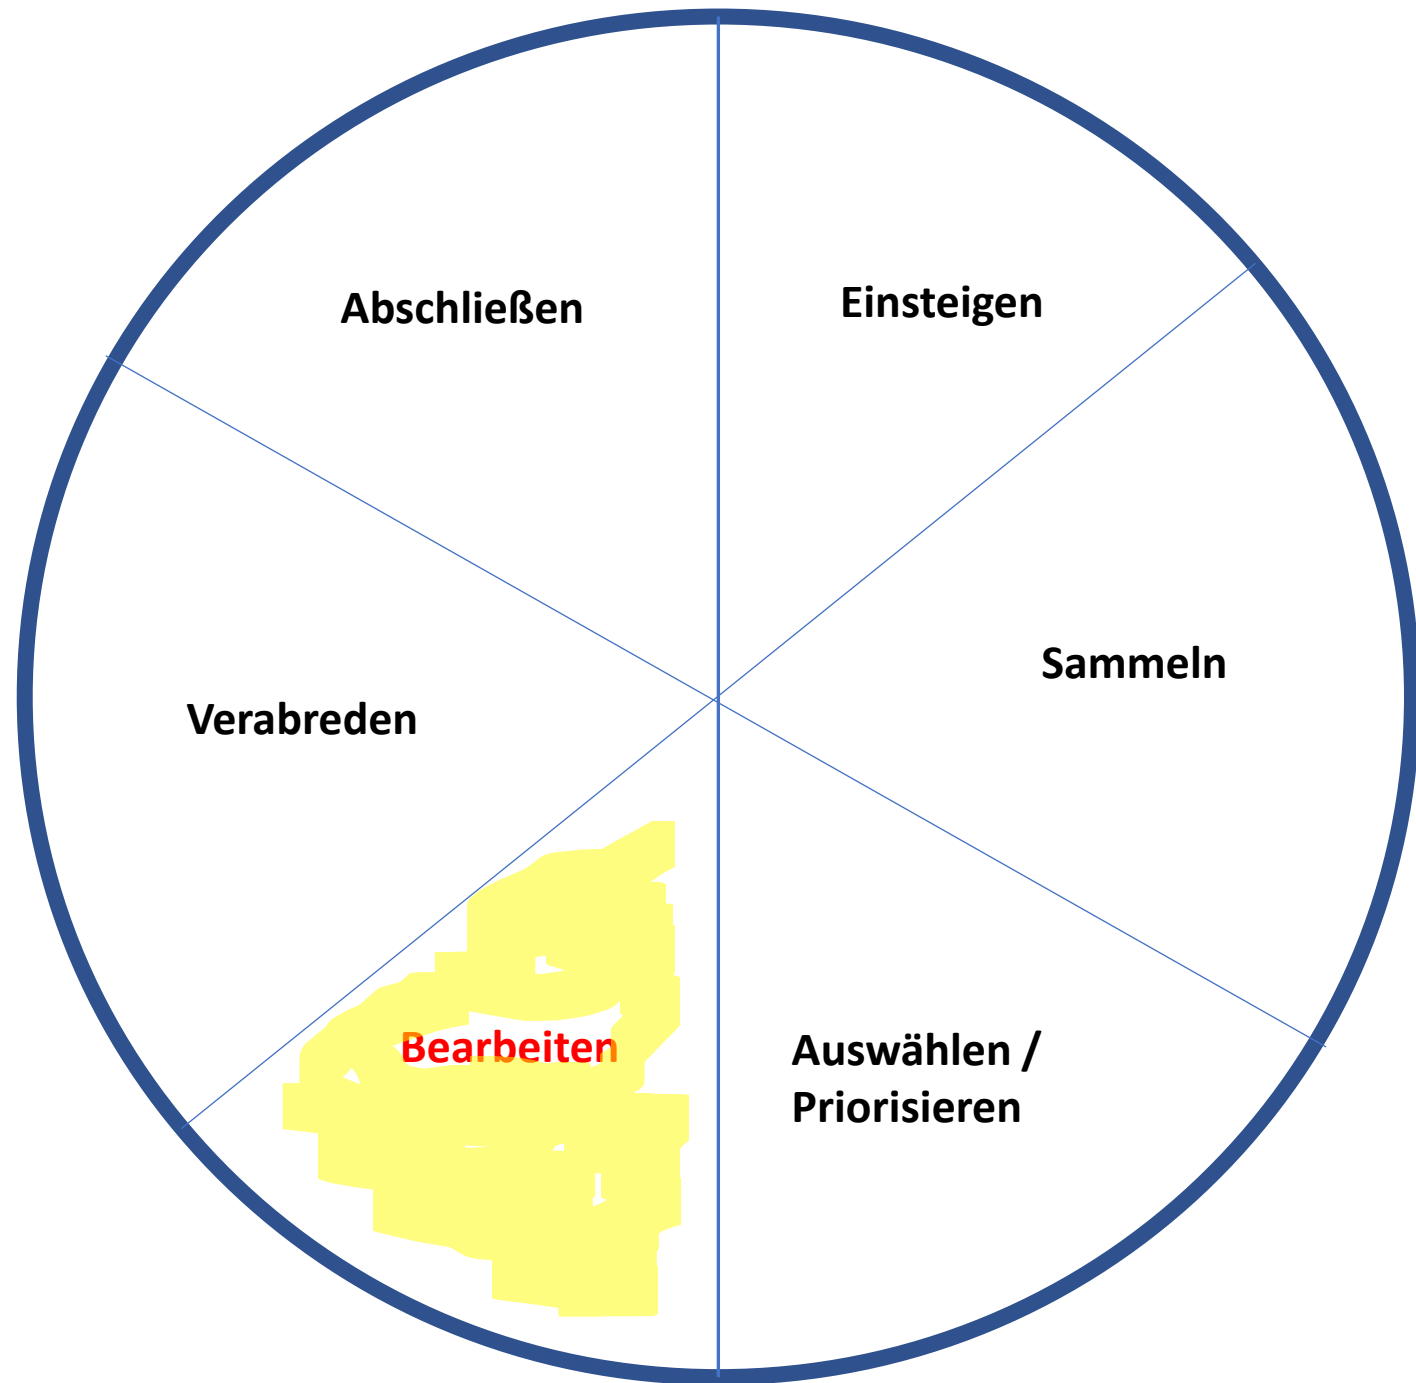 Abschließen
Einsteigen
Sammeln
Verabreden
Bearbeiten
Auswählen /
Priorisieren